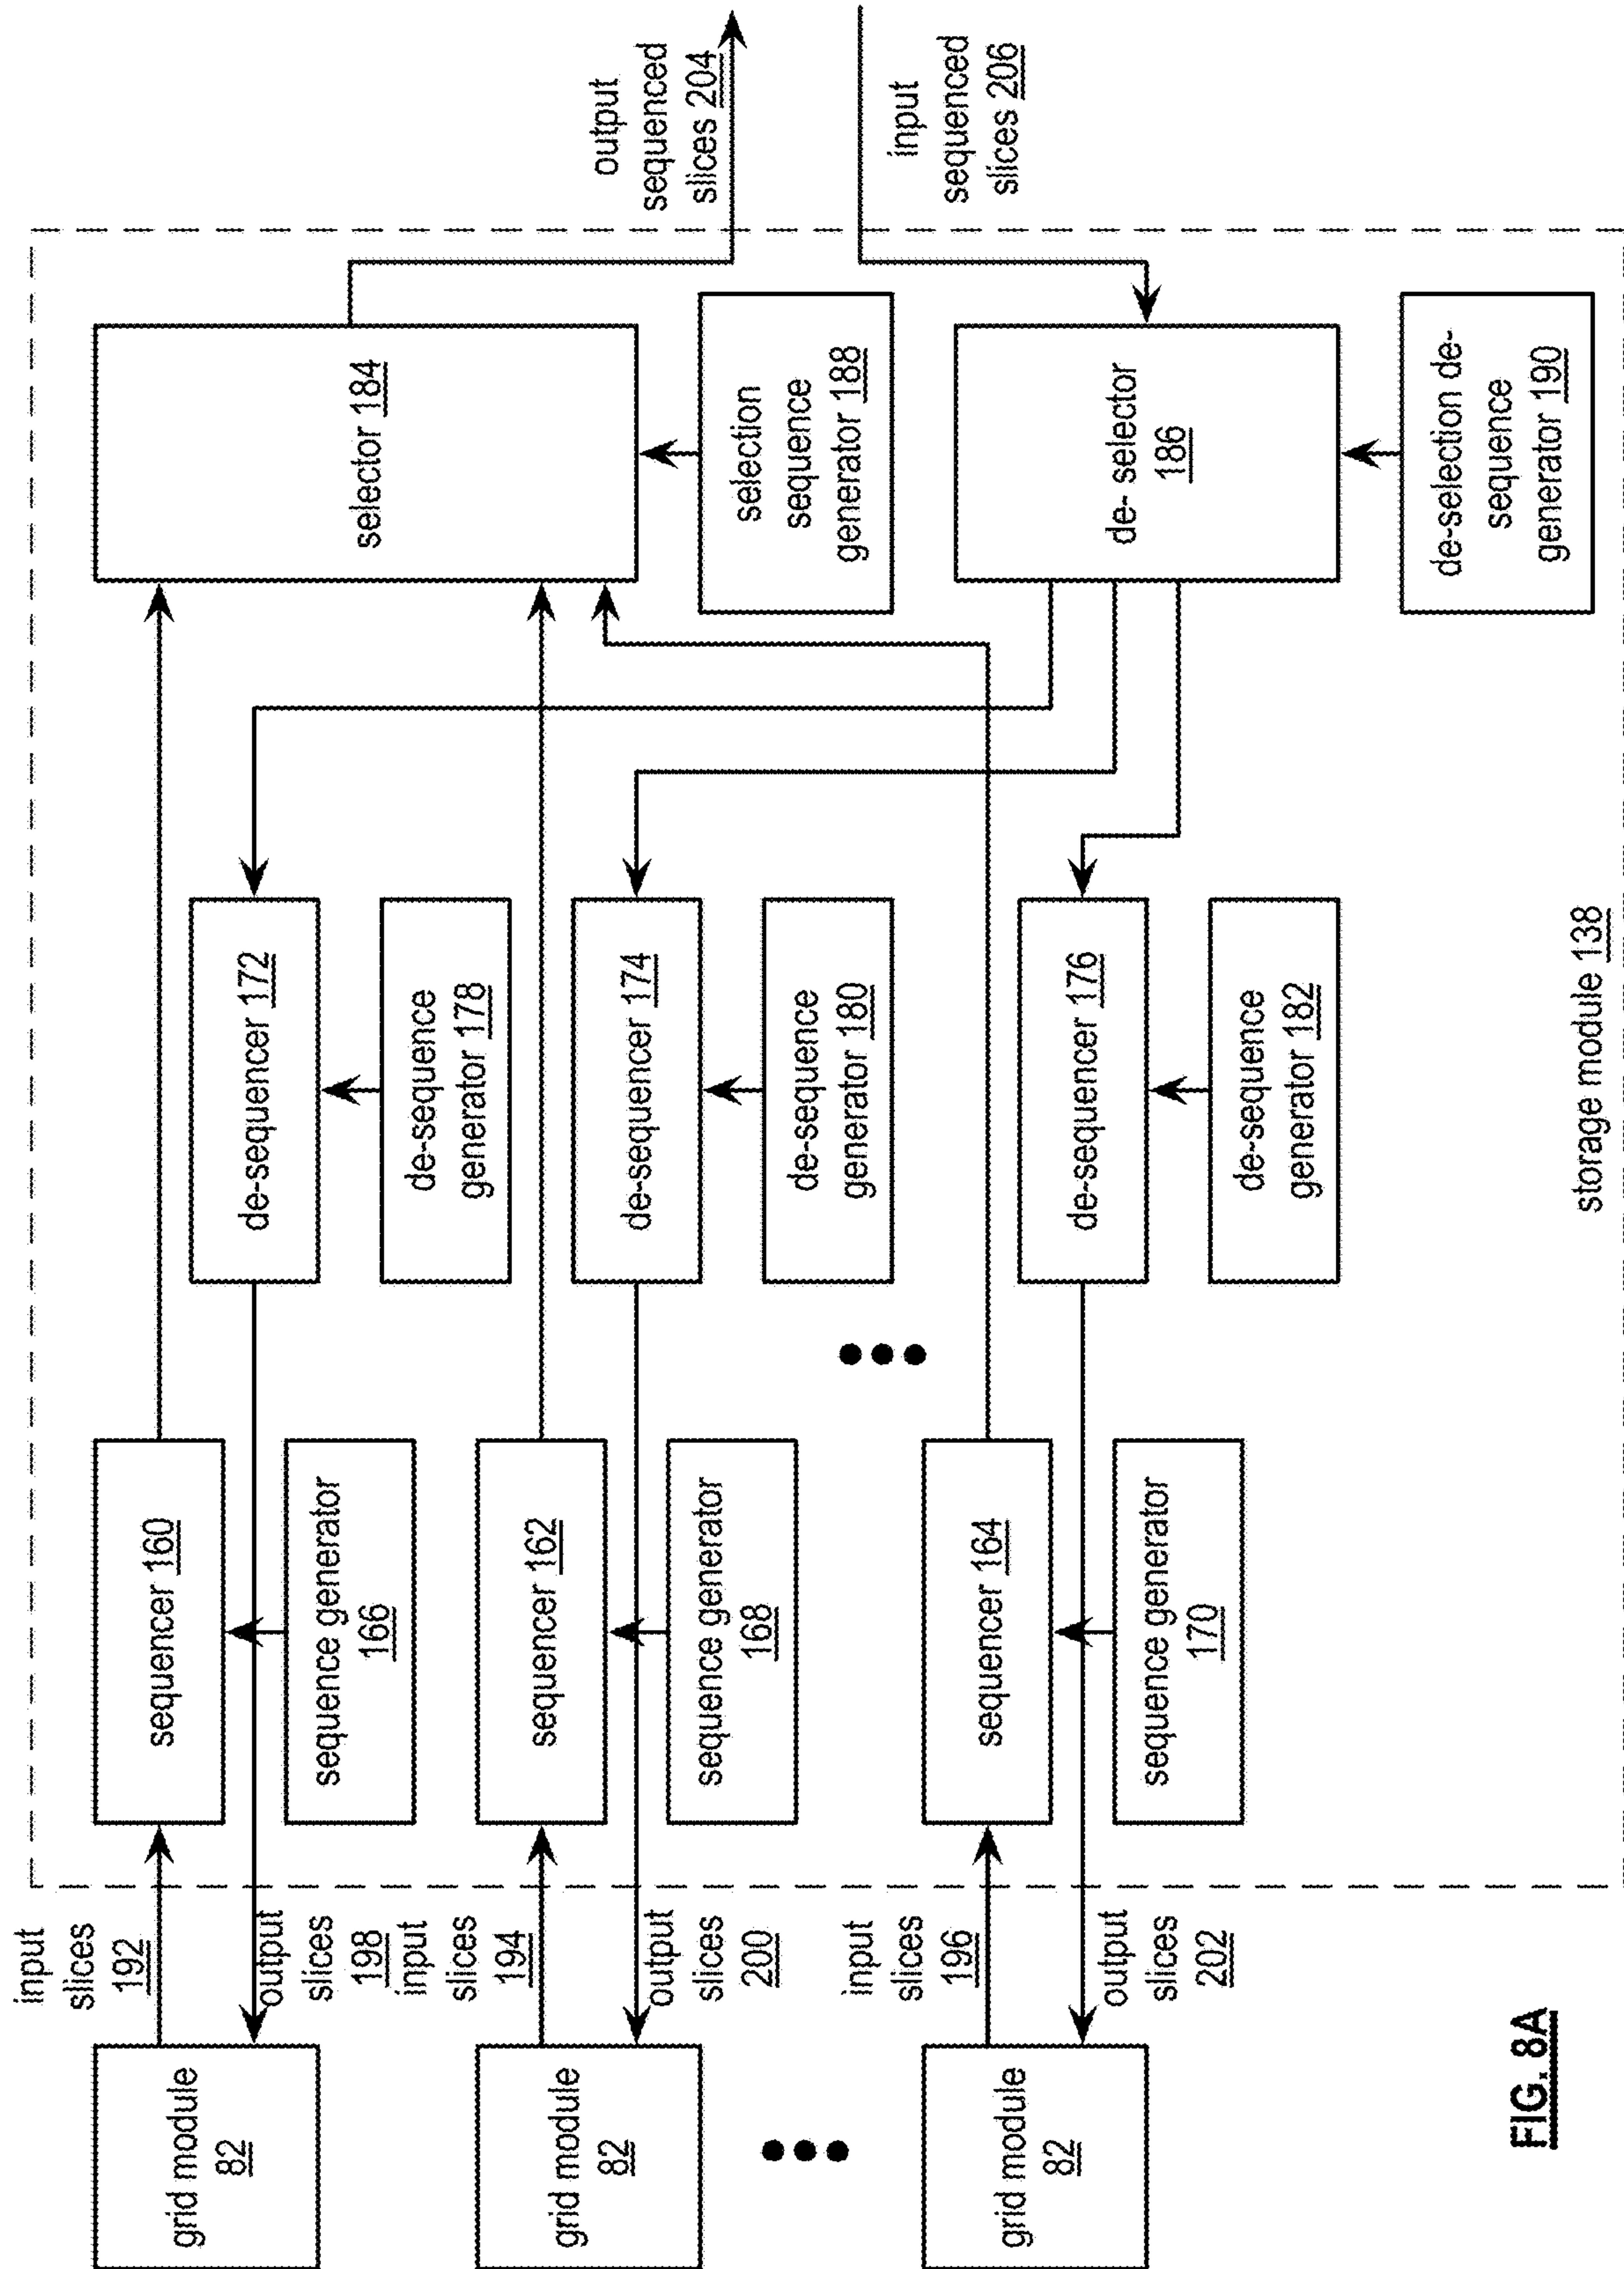 input
slices
192
output
slices
198
input
slices
194
output
slices
200
input
slices
196
output
slices
202
grid module
82
grid module
82
grid module
82
sequencer 160
sequence generator
166
sequencer 162
sequence generator
168
sequencer 164
sequence generator
170
de-sequencer 172
de-sequence
generator 178
de-sequencer 174
de-sequence
generator 180
de-sequencer 176
de-sequence
generator 182
selector 184
selection
sequence
generator 188
de- selector
186
de-selection de-
sequence
generator 190
output
sequenced
slices 204
input
sequenced
slices 206
storage module 138
FIG. 8A